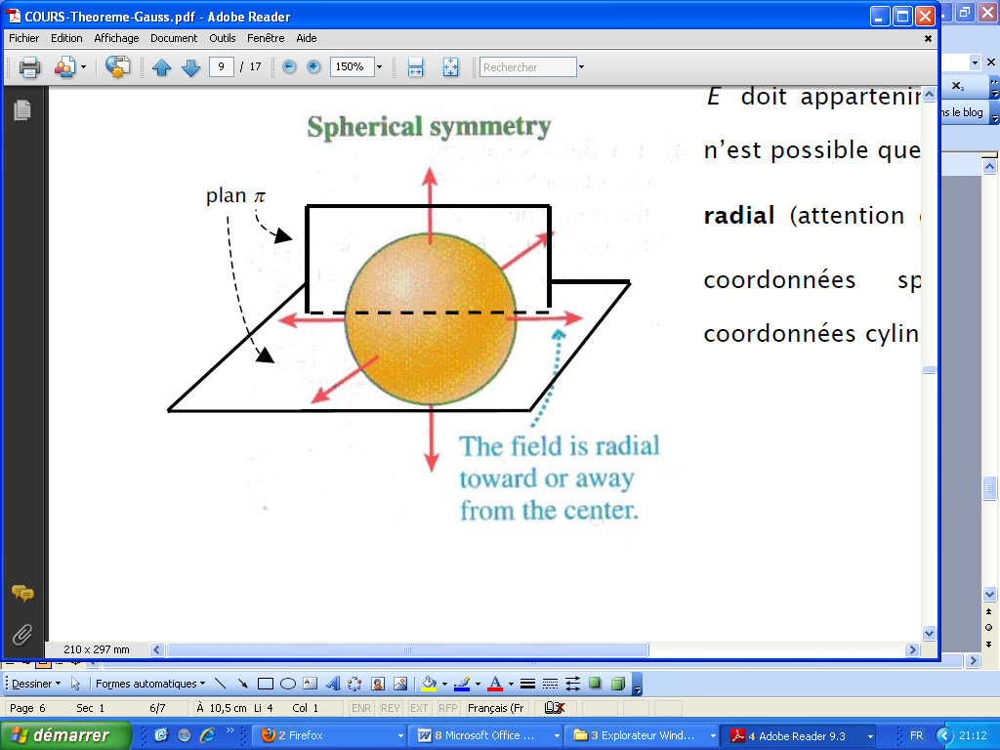 COURS-Theoreme-Gauss.pdf - Adobe Reader
Fichier Edition Affichage Document Outils Fenêtre Aide
9 / 17 150% Rechercher
x₂
ns le blog
Spherical symmetry
plan π
The field is radial
toward or away
from the center.
E doit appartenir
n'est possible que
radial (attention
coordonnées sp
coordonnées cylin
210 x 297 mm
Dessiner Formes automatiques
Page 6 Sec 1 6/7 À 10,5 cm Li 4 Col 1 ENR REV EXT RFP Français (Fr
démarrer 2 Firefox 8 Microsoft Office ... 3 Explorateur Wind... 4 Adobe Reader 9.3 FR 21:12